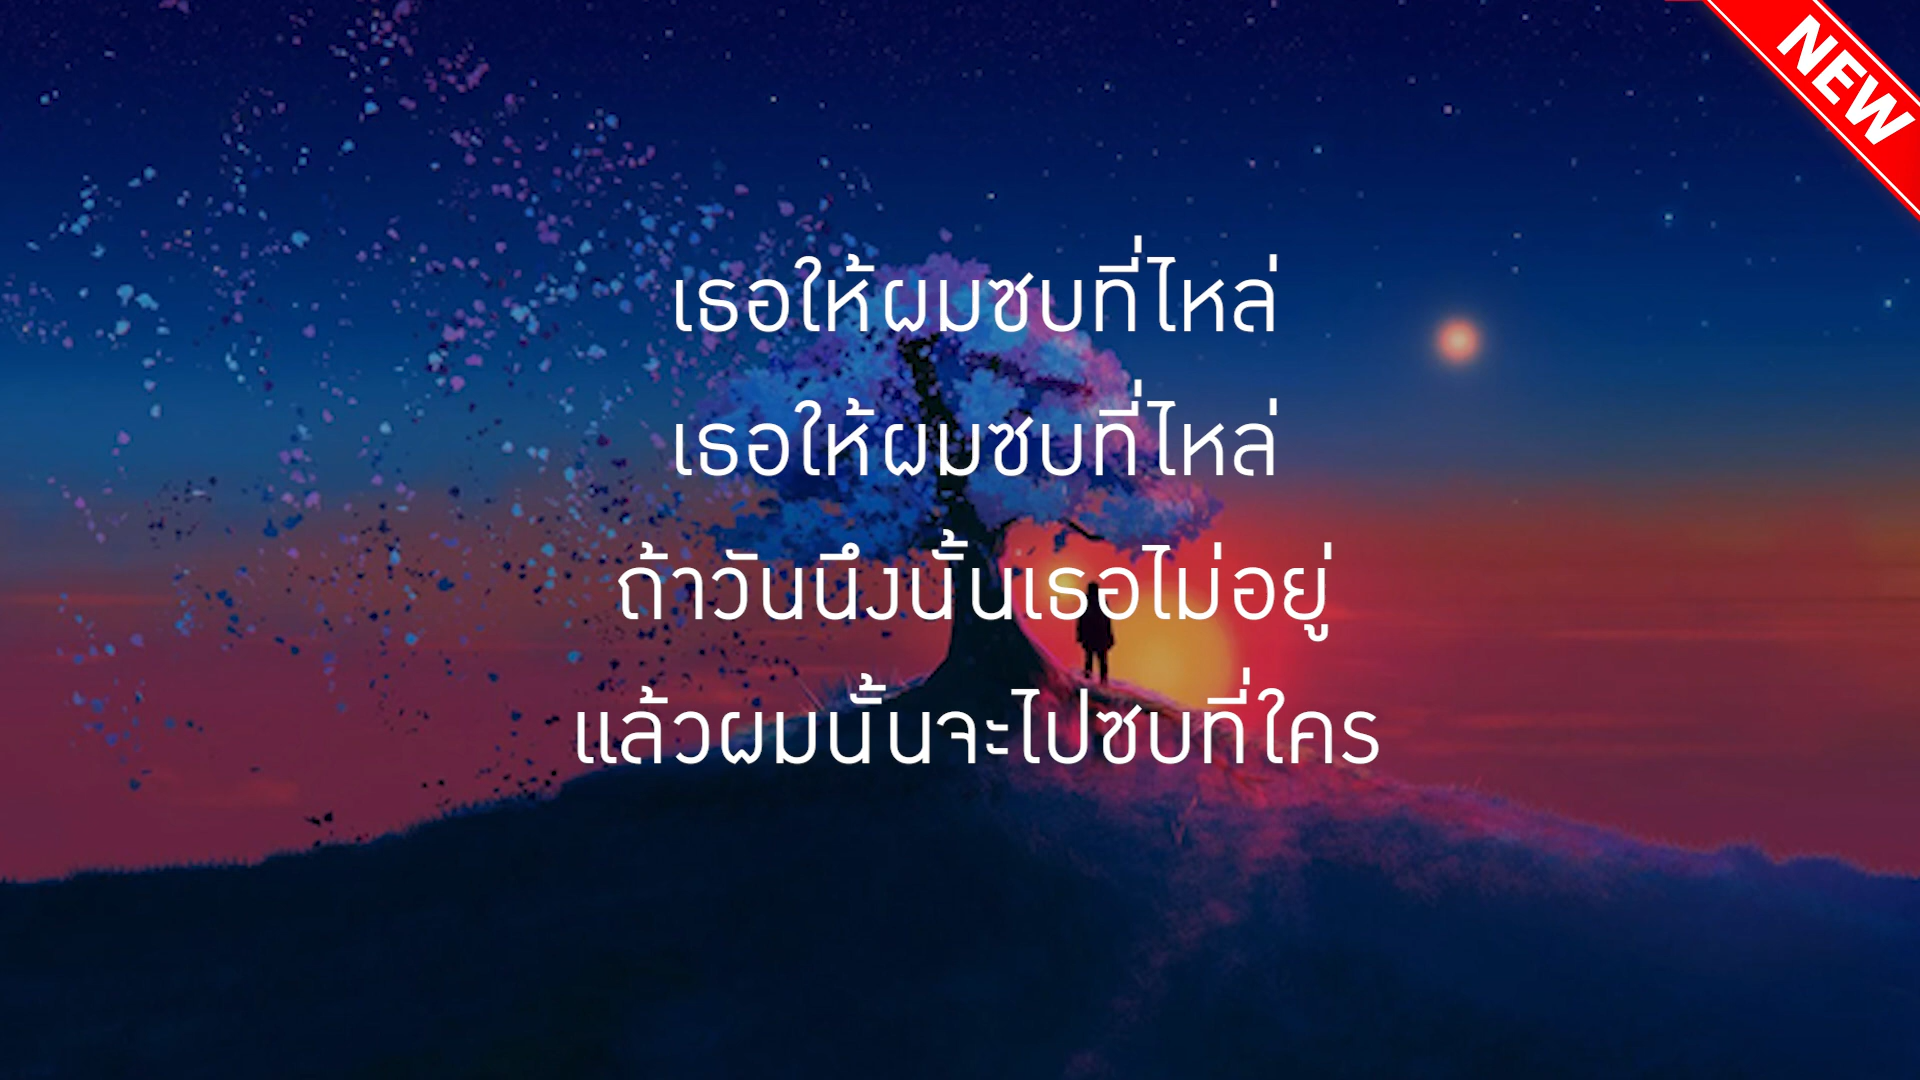 NEW
เธอให้ผมซบที่ไหล่
เธอให้ผมซบที่ไหล่
ถ้าวันนึงนั้นเธอไม่อยู่
แล้วผมนั้นจะไปซบที่ใคร